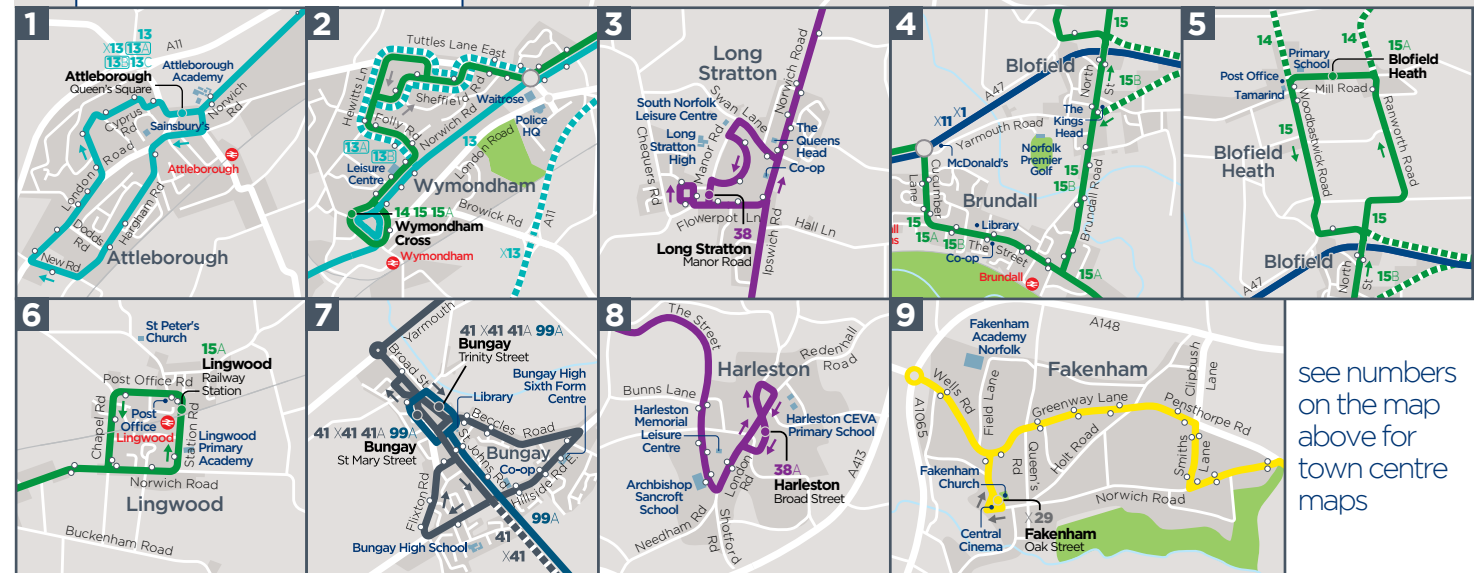 1
13
X13 13A
13B 13C
A11
Attleborough
Queen's Square
Attleborough
Academy
Norwich
Rd
Cyprus
Rd
Sainsbury's
London Road
Attleborough
Hargham Rd
Dodds
Rd
New Rd
Attleborough
2
Tuttles Lane East
Hewitts Ln
Sheffield Rd
Waitrose
Folly Rd
Norwich Rd
13
London Road
Police
HQ
13A
13B
Leisure
Centre
Wymondham
14 15 15A
Wymondham
Cross
Browick Rd
A11
Wymondham
X13
3
Long
Stratton
Norwich Road
Swan Lane
South Norfolk
Leisure Centre
Long
Stratton
High
Manor Rd
Chequers Rd
The
Queens
Head
Co-op
Flowerpot Ln
Hall Ln
38
Long Stratton
Manor Road
Ipswich Rd
4
15
Blofield
A47
North
St
15B
X11 X1
Yarmouth Road
The
Kings
Head
McDonald's
Norfolk
Premier
Golf
Cucumber
Lane
15
15B
Brundall
Brundall Road
15
15A
15B
Library
The Street
Co-op
Brundall
15A
5
14
14
Primary
School
15A
Blofield
Heath
Post Office
Tamarind
Mill Road
Woodbastwick Road
15
Ranworth Road
Blofield
Heath
15
Blofield
A47
North
St
15B
6
St Peter's
Church
15A
Lingwood
Railway
Station
Post Office Rd
Chapel Rd
Post
Office
Lingwood
Station Rd
Lingwood
Primary
Academy
Norwich Road
Lingwood
Buckenham Road
7
Yarmouth
41 X41 41A 99A
Bungay
Trinity Street
Broad St
Bungay High
Sixth Form
Centre
Library
Beccles Road
41 X41 41A 99A
Bungay
St Mary Street
St Johns Rd
Bungay
Co-op
Hillside Rd E.
Flixton Rd
99A
Bungay High School
41
X41
8
The Street
Redenhall
Road
Harleston
Bunns Lane
Harleston
Memorial
Leisure
Centre
Harleston CEVA
Primary School
London
Rd
38A
Harleston
Broad Street
A413
Archbishop
Sancroft
School
Needham Rd
Shotford
Rd
9
Fakenham
Academy
Norfolk
A148
Fakenham
Clipbush
Lane
Wells Rd
Field Lane
Greenway Lane
Pensthorpe Rd
A1065
Queen's
Rd
Holt Road
Smiths
Lane
Fakenham
Church
Norwich Road
X29
Fakenham
Oak Street
Central
Cinema
see numbers
on the map
above for
town centre
maps